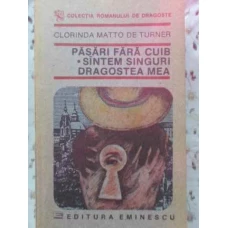 COLECȚIA ROMANULUI DE DRAGOSTE
CLORINDA MATTO DE TURNER
PĂSĂRI FĂRĂ CUIB
• SÎNTEM SINGURI
DRAGOSTEA MEA
EDITURA EMINESCU